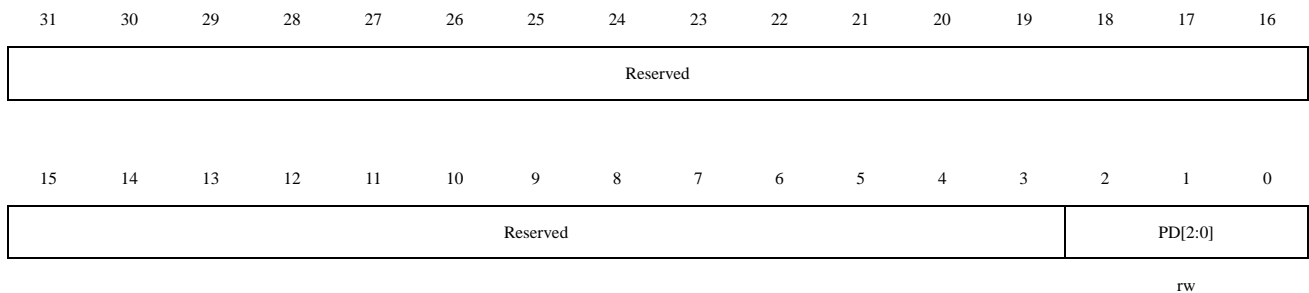 31 30 29 28 27 26 25 24 23 22 21 20 19 18 17 16
Reserved
15 14 13 12 11 10 9 8 7 6 5 4 3 2 1 0
Reserved PD[2:0]
rw